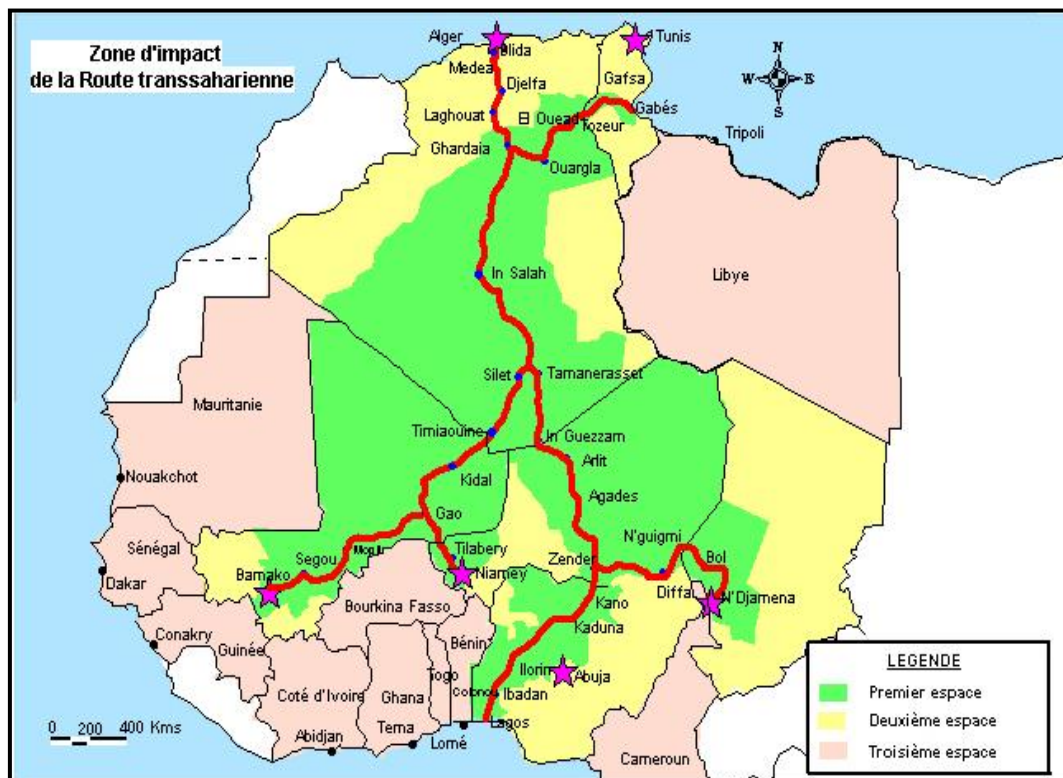 Zone d'impact
de la Route transsaharienne
Alger
Tunis
Blida
N
W E
S
Medea
Gafsa
Djelfa
Gabés
Laghouat
Ouead
Tozeur
Tripoli
Ghardaia
Ouargla
In Salah
Libye
Silet
Tamanerasset
Mauritanie
Timiaouine
In Guezzam
Arlit
Kidal
Nouakchot
Agades
Gao
N'guigmi
Sénégal
Tilabery
Zender
Bol
Segou
Bamako
Niamey
Diffa
N'Djamena
Dakar
Bourkina Fasso
Kano
Kaduna
Conakry
Guinée
Bénin
LEGENDE
Ilorin
Abuja
Togo
Cotonou
Ibadan
Premier espace
Coté d'Ivoire
Ghana
Lagos
Deuxième espace
0 200 400 Kms
Tema
Lomé
Abidjan
Cameroun
Troisième espace